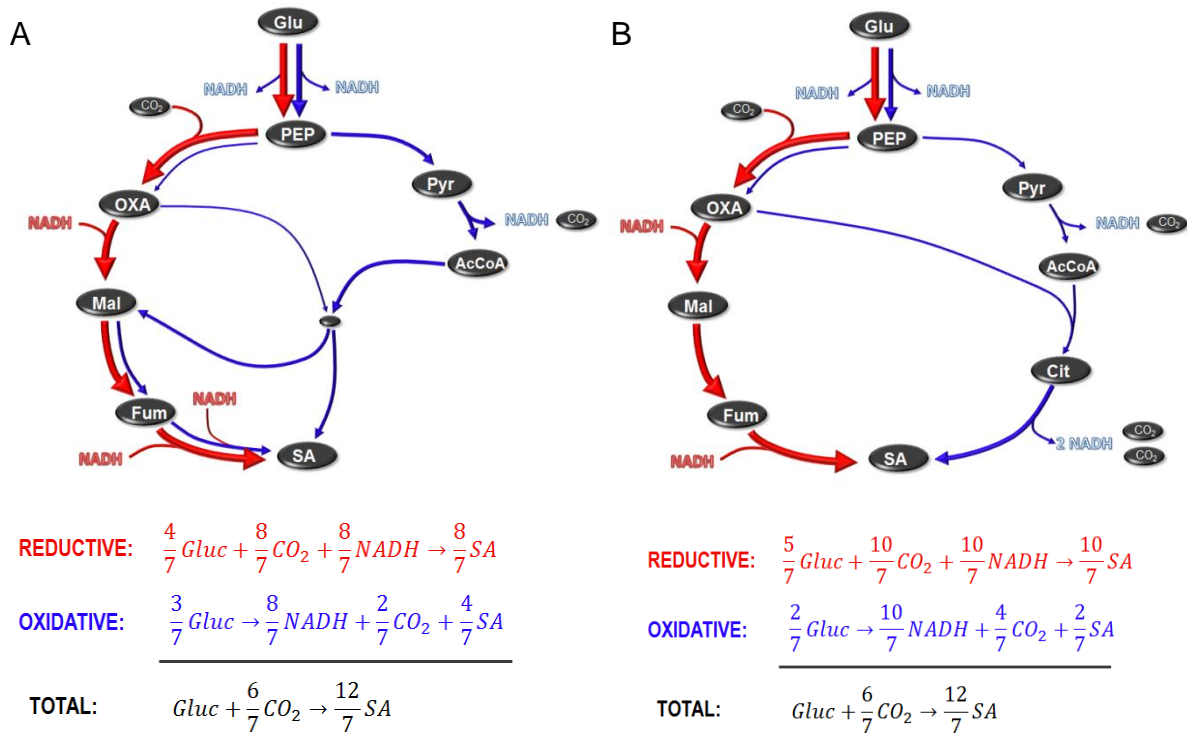 A
Glu
NADH
NADH
CO₂
PEP
OXA
Pyr
NADH
NADH
CO₂
AcCoA
Mal
Fum
NADH
NADH
SA
REDUCTIVE: 4/7 Gluc + 8/7 CO₂ + 8/7 NADH → 8/7 SA
OXIDATIVE: 3/7 Gluc → 8/7 NADH + 2/7 CO₂ + 4/7 SA
TOTAL: Gluc + 6/7 CO₂ → 12/7 SA
B
Glu
NADH
NADH
CO₂
PEP
OXA
Pyr
NADH
NADH
CO₂
AcCoA
Mal
Cit
Fum
NADH
SA
2 NADH
CO₂
CO₂
REDUCTIVE: 5/7 Gluc + 10/7 CO₂ + 10/7 NADH → 10/7 SA
OXIDATIVE: 2/7 Gluc → 10/7 NADH + 4/7 CO₂ + 2/7 SA
TOTAL: Gluc + 6/7 CO₂ → 12/7 SA